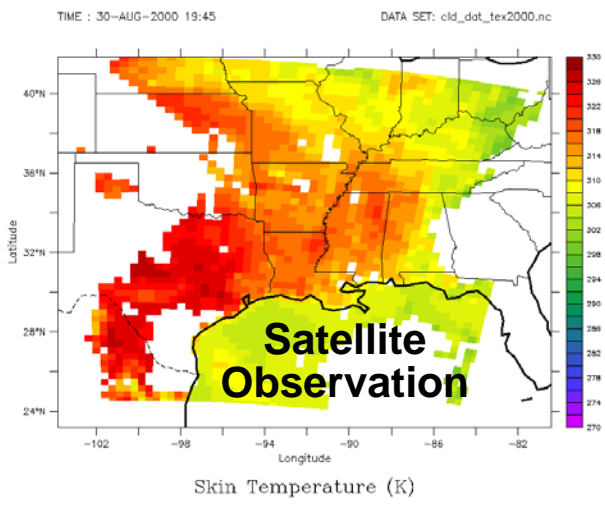 TIME : 30-AUG-2000 19:45
DATA SET: cld_dat_tex2000.nc
40°N
36°N
32°N
28°N
24°N
Latitude
-102
-98
-94
-90
-86
-82
Longitude
Satellite
Observation
330
326
322
318
314
310
306
302
298
294
290
286
282
278
274
270
Skin Temperature (K)